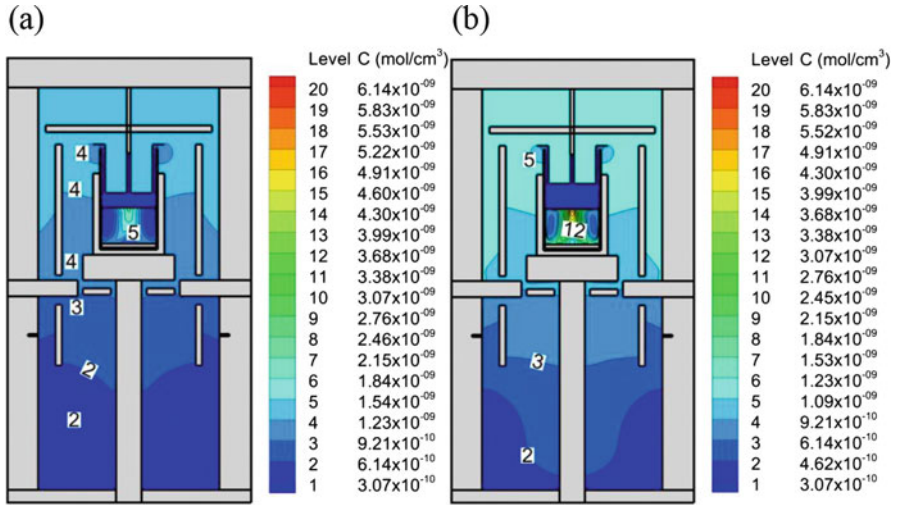 (a)
Level C (mol/cm³)
20 6.14x10⁻⁰⁹
19 5.83x10⁻⁰⁹
18 5.53x10⁻⁰⁹
17 5.22x10⁻⁰⁹
16 4.91x10⁻⁰⁹
15 4.60x10⁻⁰⁹
14 4.30x10⁻⁰⁹
13 3.99x10⁻⁰⁹
12 3.68x10⁻⁰⁹
11 3.38x10⁻⁰⁹
10 3.07x10⁻⁰⁹
9 2.76x10⁻⁰⁹
8 2.46x10⁻⁰⁹
7 2.15x10⁻⁰⁹
6 1.84x10⁻⁰⁹
5 1.54x10⁻⁰⁹
4 1.23x10⁻⁰⁹
3 9.21x10⁻¹⁰
2 6.14x10⁻¹⁰
1 3.07x10⁻¹⁰
4
4
5
4
3
2
2
(b)
Level C (mol/cm³)
20 6.14x10⁻⁰⁹
19 5.83x10⁻⁰⁹
18 5.52x10⁻⁰⁹
17 4.91x10⁻⁰⁹
16 4.30x10⁻⁰⁹
15 3.99x10⁻⁰⁹
14 3.68x10⁻⁰⁹
13 3.38x10⁻⁰⁹
12 3.07x10⁻⁰⁹
11 2.76x10⁻⁰⁹
10 2.45x10⁻⁰⁹
9 2.15x10⁻⁰⁹
8 1.84x10⁻⁰⁹
7 1.53x10⁻⁰⁹
6 1.23x10⁻⁰⁹
5 1.09x10⁻⁰⁹
4 9.21x10⁻¹⁰
3 6.14x10⁻¹⁰
2 4.62x10⁻¹⁰
1 3.07x10⁻¹⁰
5
12
3
2